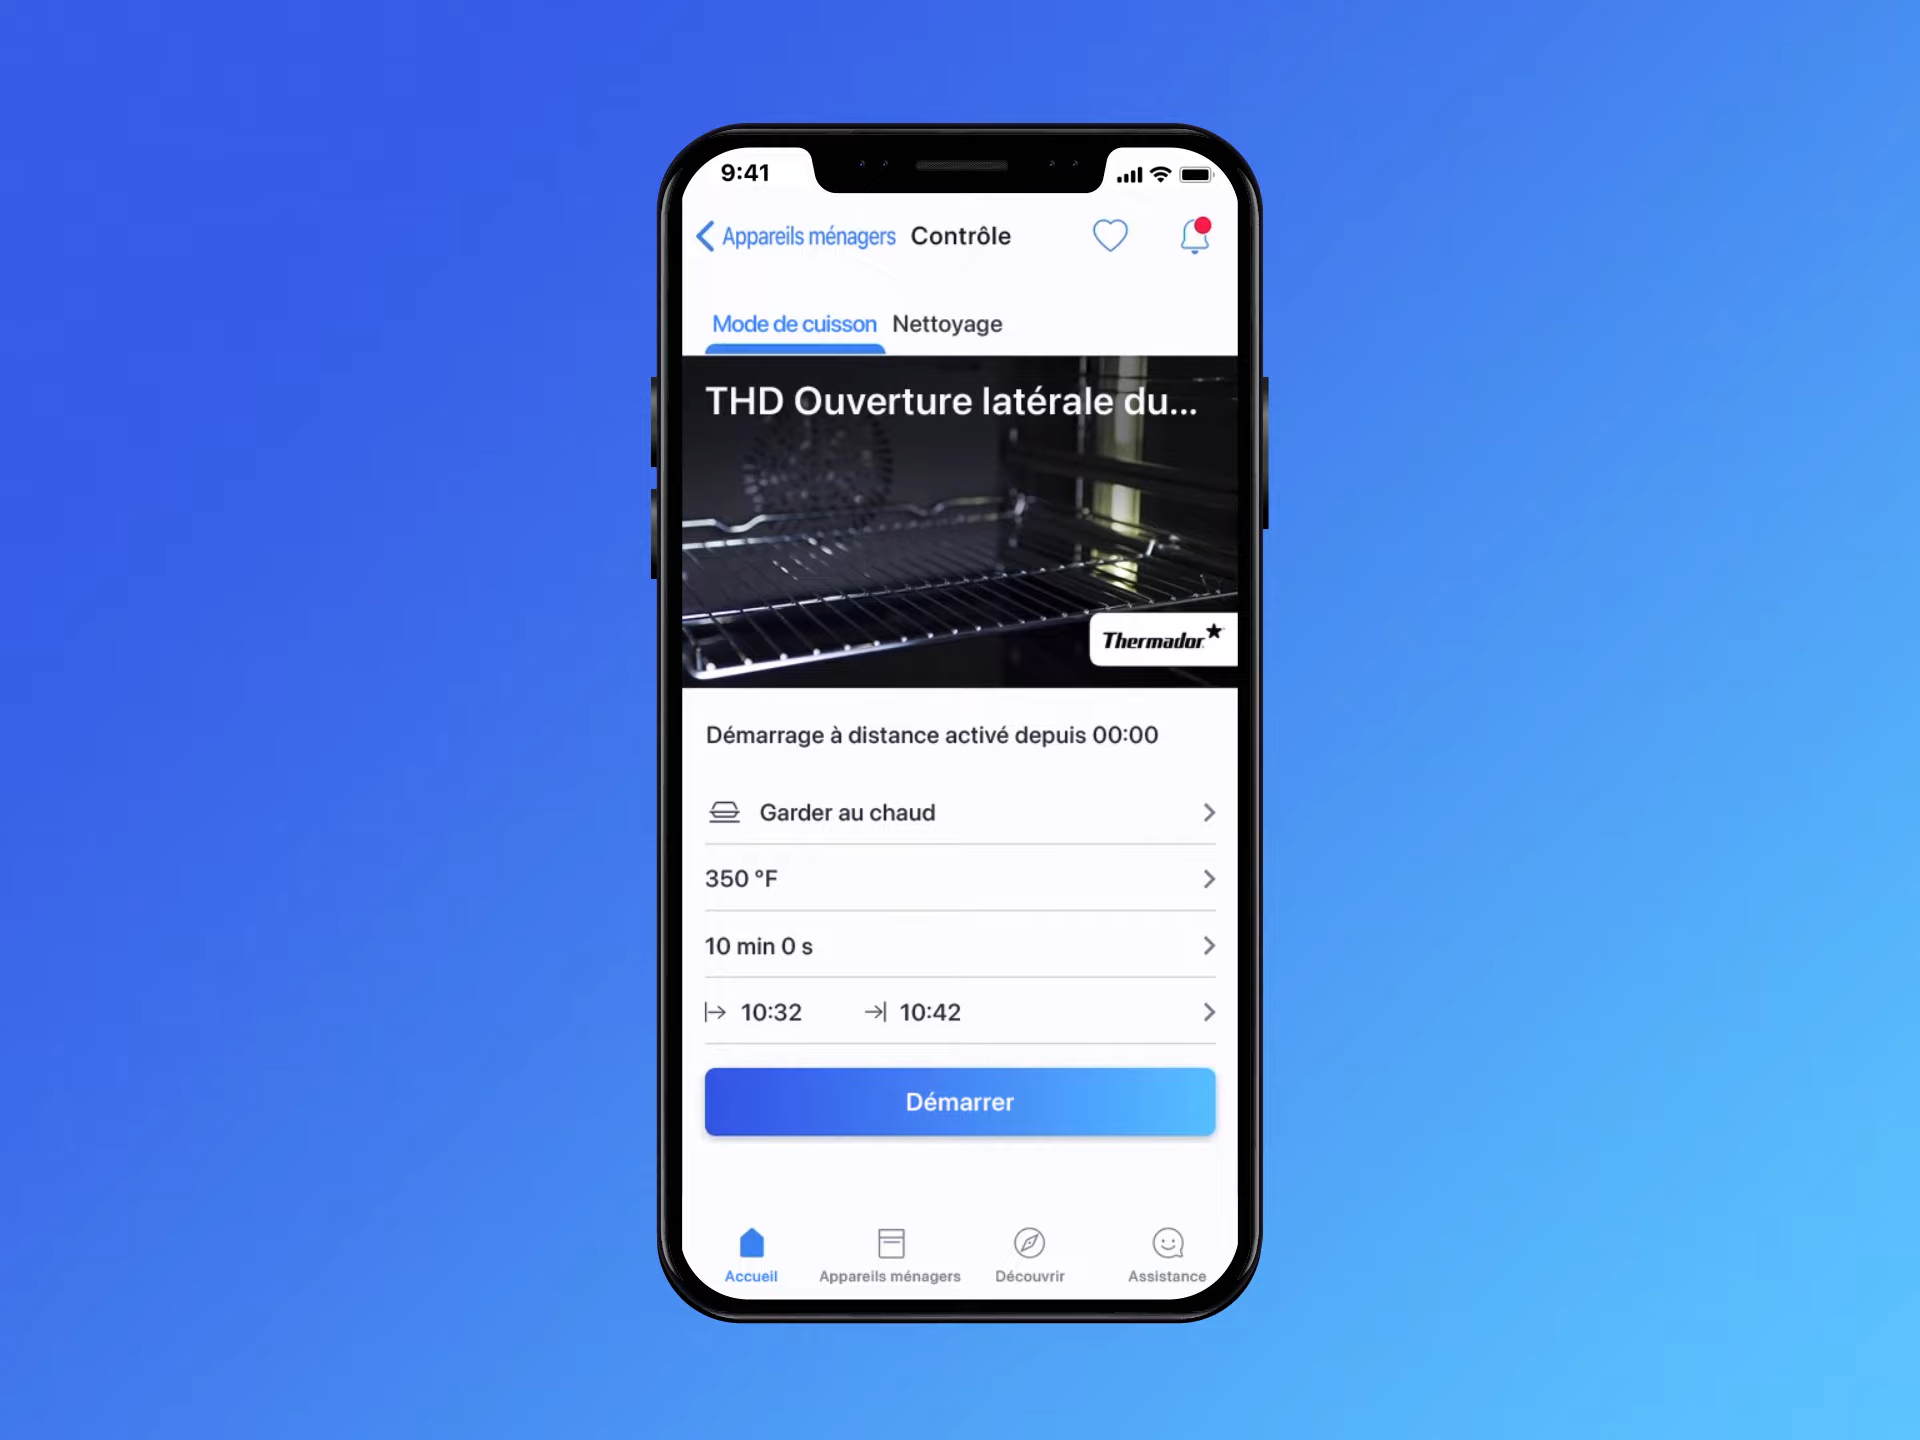 9:41
Appareils ménagers Contrôle
Mode de cuisson Nettoyage
THD Ouverture latérale du...
Thermador
Démarrage à distance activé depuis 00:00
Garder au chaud
350 °F
10 min 0 s
10:32 10:42
Démarrer
Accueil Appareils ménagers Découvrir Assistance